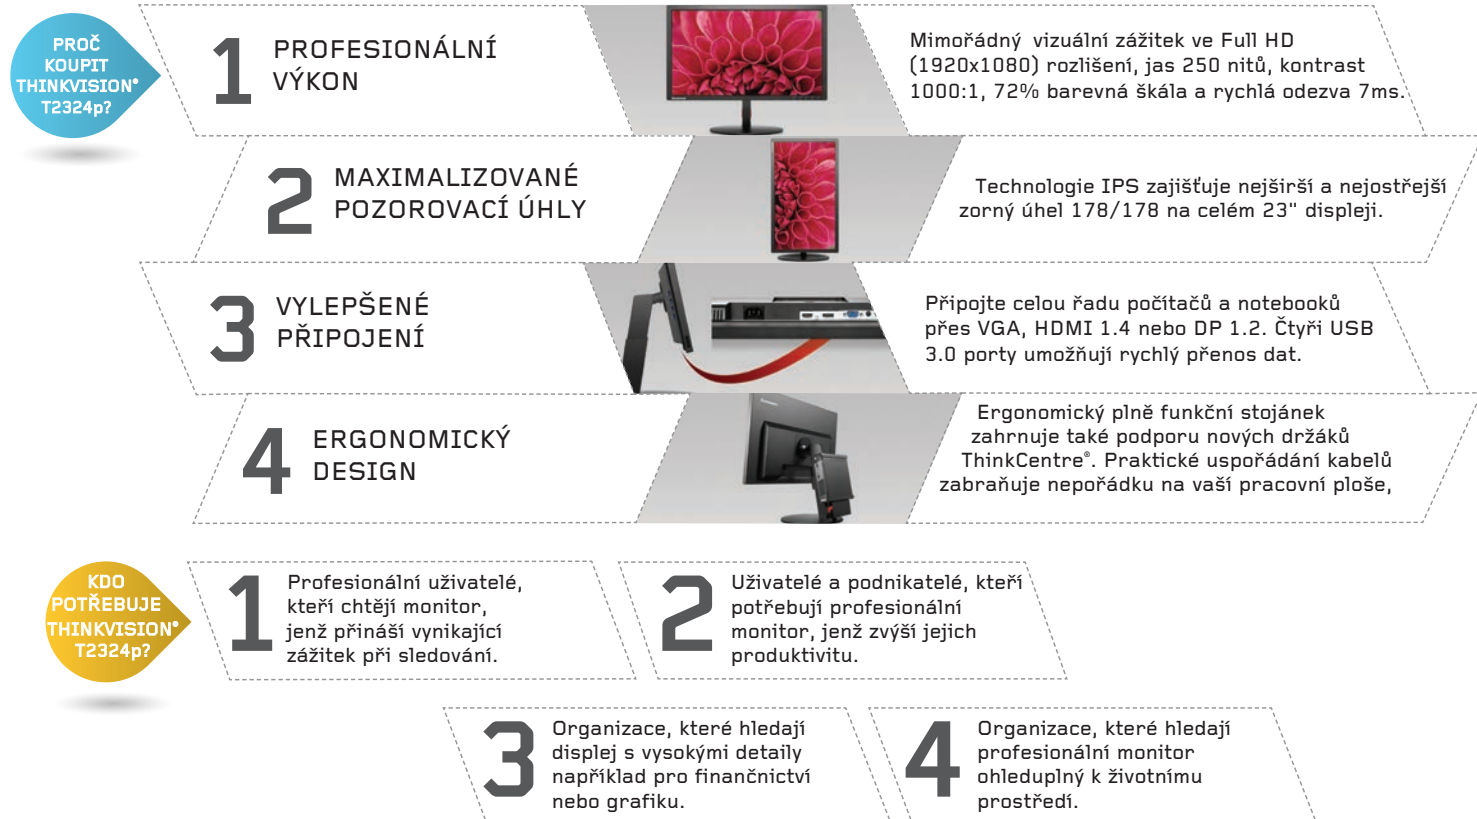 PROČ
KOUPIT
THINKVISION®
T2324p?
1
PROFESIONÁLNÍ
VÝKON
Mimořádný vizuální zážitek ve Full HD
(1920x1080) rozlišení, jas 250 nitů, kontrast
1000:1, 72% barevná škála a rychlá odezva 7ms.
2
MAXIMALIZOVANÉ
POZOROVACÍ ÚHLY
Technologie IPS zajišťuje nejširší a nejostřejší
zorný úhel 178/178 na celém 23" displeji.
3
VYLEPŠENÉ
PŘIPOJENÍ
Připojte celou řadu počítačů a notebooků
přes VGA, HDMI 1.4 nebo DP 1.2. Čtyři USB
3.0 porty umožňují rychlý přenos dat.
4
ERGONOMICKÝ
DESIGN
Ergonomický plně funkční stojánek
zahrnuje také podporu nových držáků
ThinkCentre®. Praktické uspořádání kabelů
zabraňuje nepořádku na vaší pracovní ploše,
KDO
POTŘEBUJE
THINKVISION®
T2324p?
1
Profesionální uživatelé,
kteří chtějí monitor,
jenž přináší vynikající
zážitek při sledování.
2
Uživatelé a podnikatelé, kteří
potřebují profesionální
monitor, jenž zvýší jejich
produktivitu.
3
Organizace, které hledají
displej s vysokými detaily
například pro finančnictví
nebo grafiku.
4
Organizace, které hledají
profesionální monitor
ohleduplný k životnímu
prostředí.